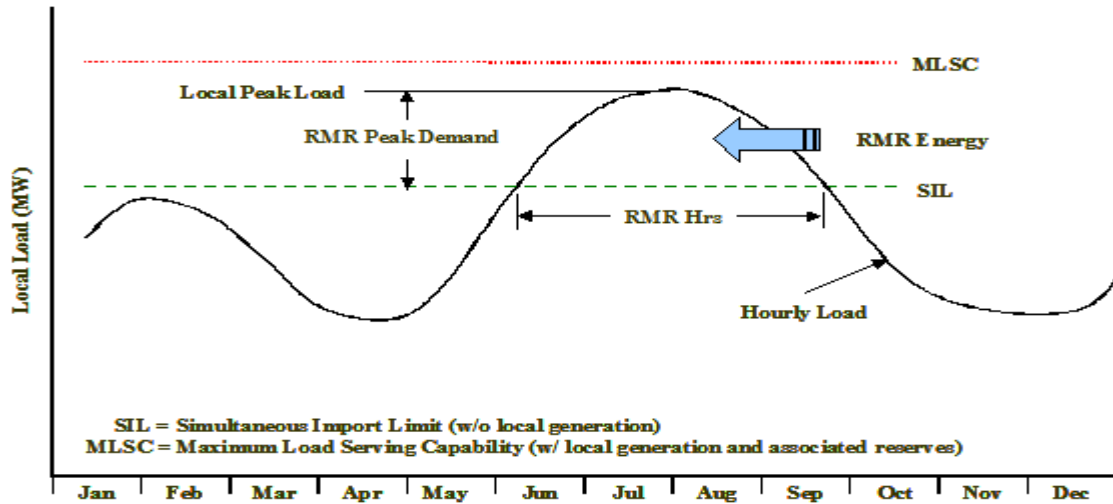 MLSC
Local Peak Load
RMR Peak Demand
RMR Energy
SIL
RMR Hrs
Hourly Load
Local Load (MW)
SIL = Simultaneous Import Limit (w/o local generation)
MLSC = Maximum Load Serving Capability (w/ local generation and associated reserves)
Jan Feb Mar Apr May Jun Jul Aug Sep Oct Nov Dec